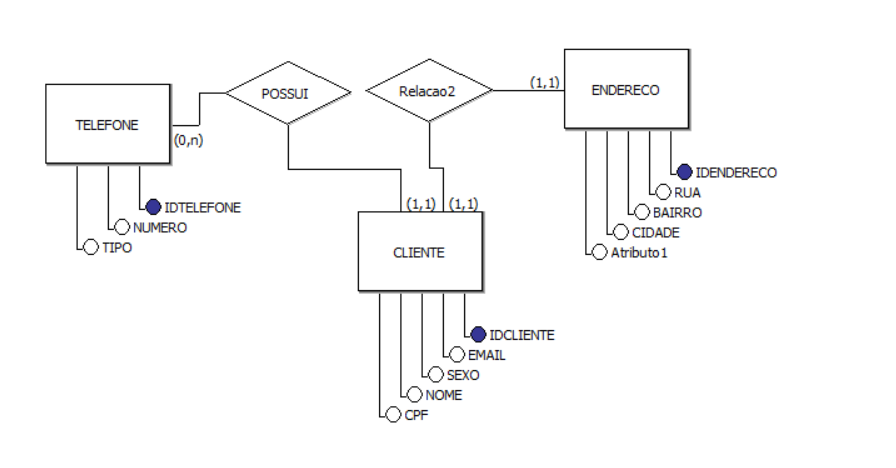 TELEFONE
(0,n)
IDTELEFONE
NUMERO
TIPO
POSSUI
Relacao2
(1,1)
ENDERECO
IDENDERECO
RUA
BAIRRO
CIDADE
Atributo1
(1,1)
(1,1)
CLIENTE
IDCLIENTE
EMAIL
SEXO
NOME
CPF